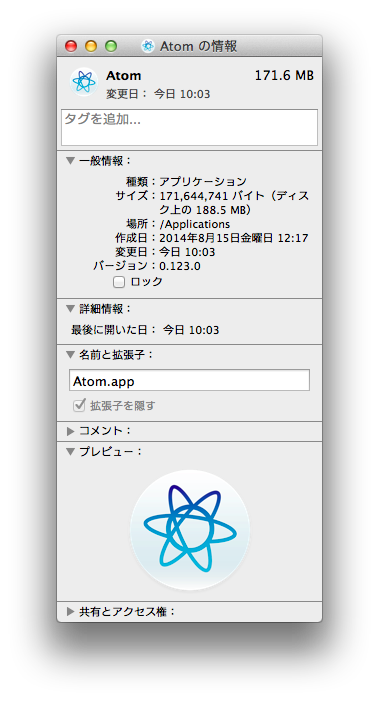 Atom の情報
Atom 171.6 MB
変更日： 今日 10:03
タグを追加...
一般情報：
種類：アプリケーション
サイズ：171,644,741 バイト（ディス
ク上の 188.5 MB）
場所：/Applications
作成日：2014年8月15日金曜日 12:17
変更日：今日 10:03
バージョン：0.123.0
ロック
詳細情報：
最後に開いた日： 今日 10:03
名前と拡張子：
Atom.app
拡張子を隠す
コメント：
プレビュー：
共有とアクセス権：